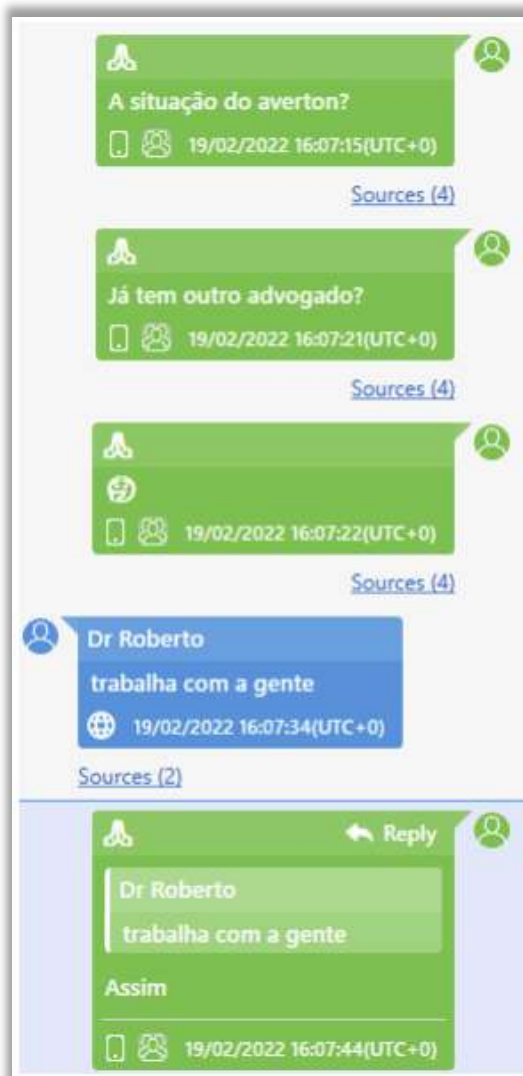 A situação do averton?
19/02/2022 16:07:15(UTC+0)
Sources (4)
Já tem outro advogado?
19/02/2022 16:07:21(UTC+0)
Sources (4)
19/02/2022 16:07:22(UTC+0)
Sources (4)
Dr Roberto
trabalha com a gente
19/02/2022 16:07:34(UTC+0)
Sources (2)
Reply
Dr Roberto
trabalha com a gente
Assim
19/02/2022 16:07:44(UTC+0)